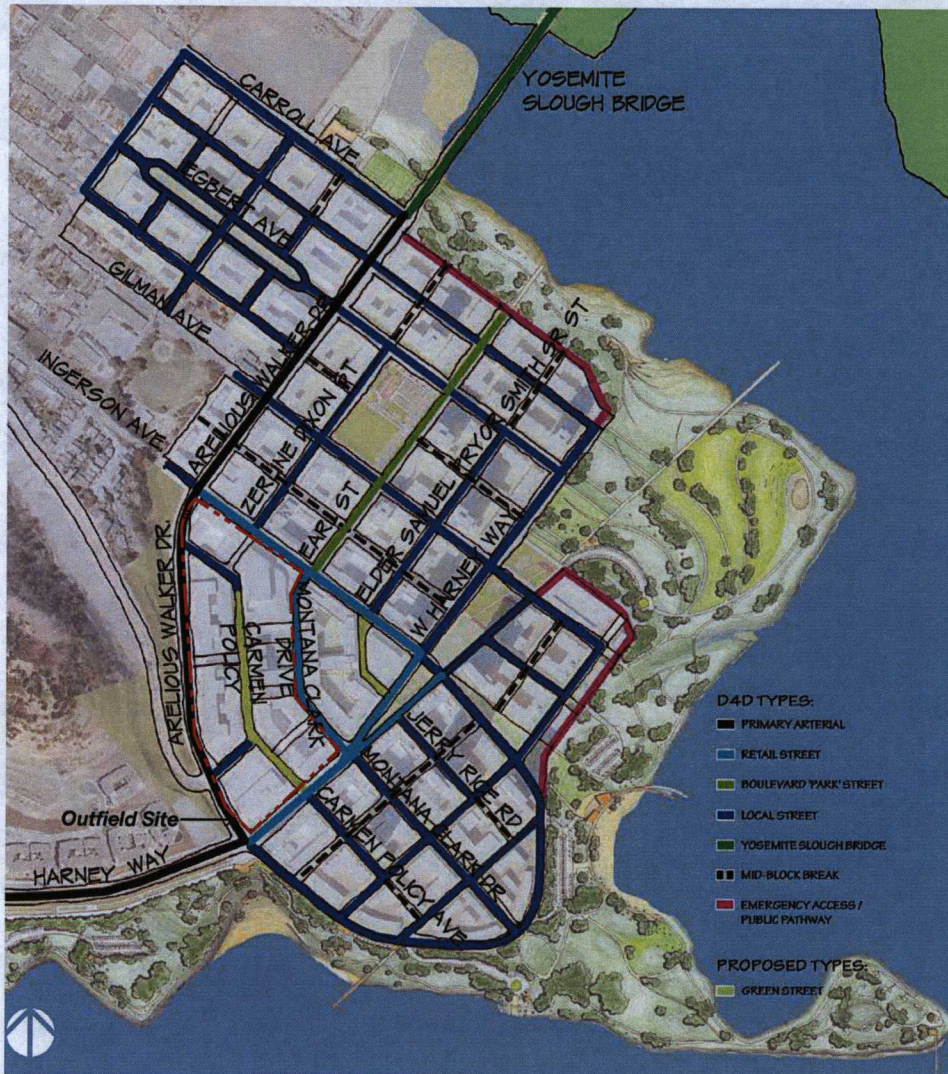 YOSEMITE
SLOUGH BRIDGE
CARROLL AVE
EGBERT AVE
GILMAN AVE
INGERSON AVE
ARELIOUS WALKER DR
ZERLINE DIXON PT
EARL ST
ELDER SAMUEL TRYOR SMITH SR ST
W HARNEY WAY
ARELIOUS WALKER DR.
CARMEN
POLICY
MONTANA CLARK
DRIVE
JERRY RICE RD
MONTANA CLARK DR
CARMEN POLICY AVE
Outfield Site
HARNEY WAY
D4D TYPES:
PRIMARY ARTERIAL
RETAIL STREET
BOULEVARD 'PARK' STREET
LOCAL STREET
YOSEMITE SLOUGH BRIDGE
MID-BLOCK BREAK
EMERGENCY ACCESS /
PUBLIC PATHWAY
PROPOSED TYPES:
GREEN STREET